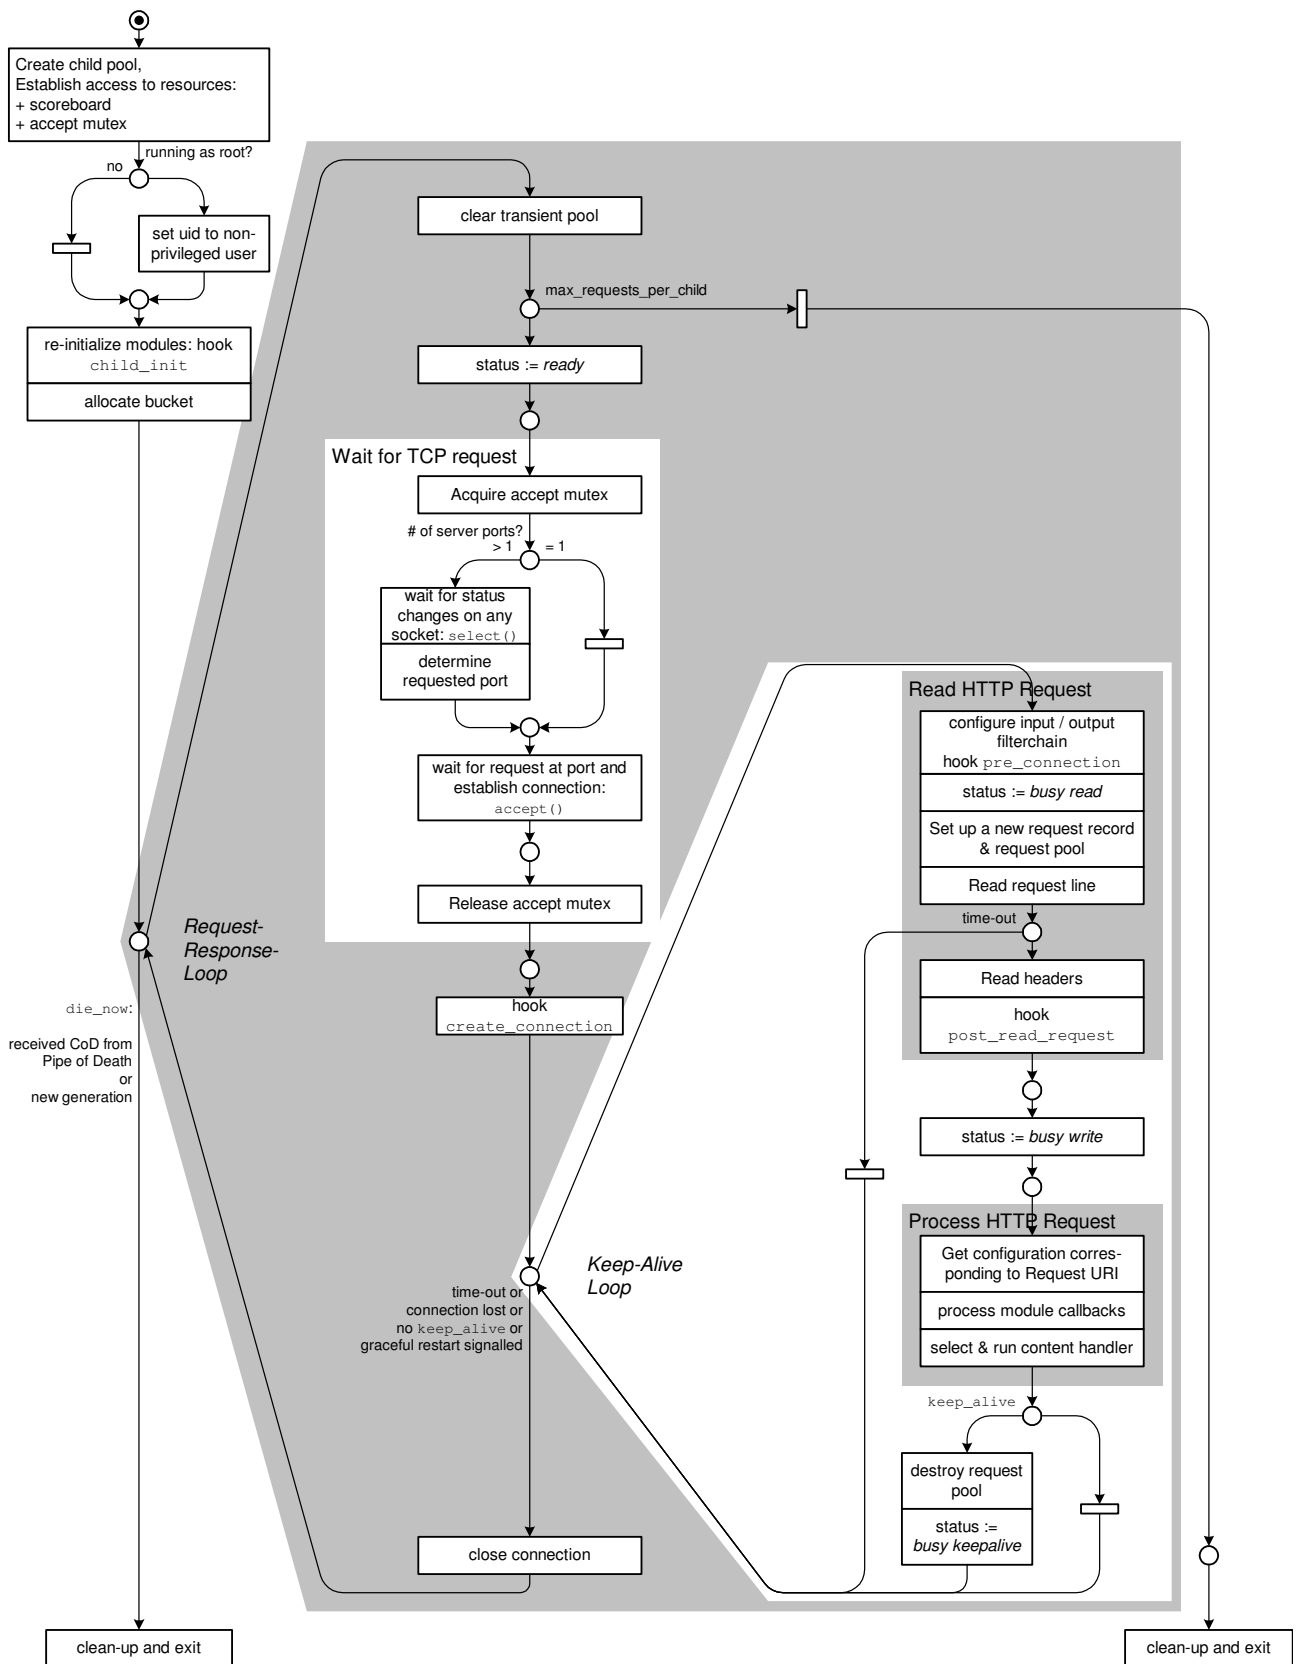 Create child pool,
Establish access to resources:
+ scoreboard
+ accept mutex
running as root?
no
set uid to non-
privileged user
re-initialize modules: hook
child_init
allocate bucket
Request-
Response-
Loop
die_now:
received CoD from
Pipe of Death
or
new generation
clean-up and exit
clear transient pool
max_requests_per_child
status := ready
Wait for TCP request
Acquire accept mutex
# of server ports?
> 1
= 1
wait for status
changes on any
socket: select()
determine
requested port
wait for request at port and
establish connection:
accept()
Release accept mutex
hook
create_connection
Keep-Alive
Loop
time-out or
connection lost or
no keep_alive or
graceful restart signalled
close connection
Read HTTP Request
configure input / output
filterchain
hook pre_connection
status := busy read
Set up a new request record
& request pool
Read request line
time-out
Read headers
hook
post_read_request
status := busy write
Process HTTP Request
Get configuration corres-
ponding to Request URI
process module callbacks
select & run content handler
keep_alive
destroy request
pool
status :=
busy keepalive
clean-up and exit